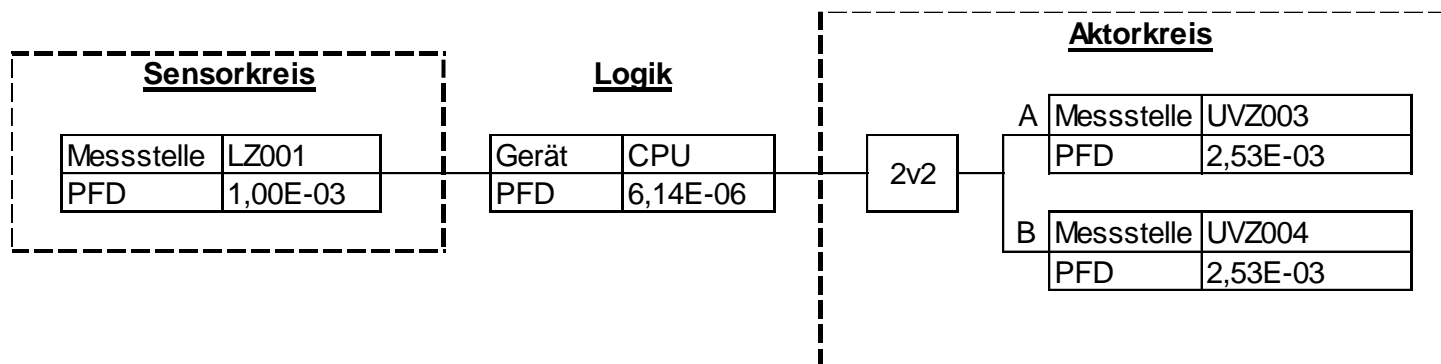 Aktorkreis
Sensorkreis
Logik
A Messstelle UVZ003
PFD 2,53E-03
Messstelle LZ001
PFD 1,00E-03
Gerät CPU
PFD 6,14E-06
2v2
B Messstelle UVZ004
PFD 2,53E-03